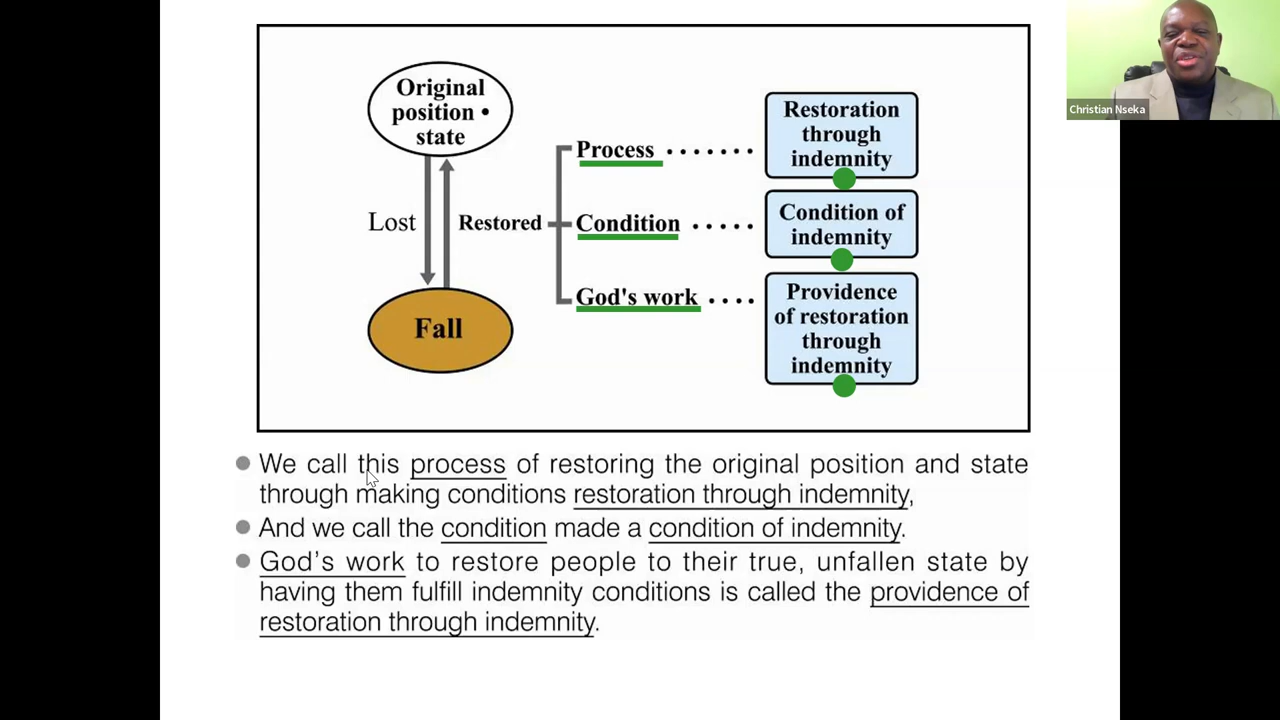 Original
position •
state
Lost
Restored
Fall
Process .......
Condition .....
God's work ....
Restoration
through
indemnity
Condition of
indemnity
Providence
of restoration
through
indemnity
Christian Nseka
We call this process of restoring the original position and state
through making conditions restoration through indemnity,
And we call the condition made a condition of indemnity.
God's work to restore people to their true, unfallen state by
having them fulfill indemnity conditions is called the providence of
restoration through indemnity.